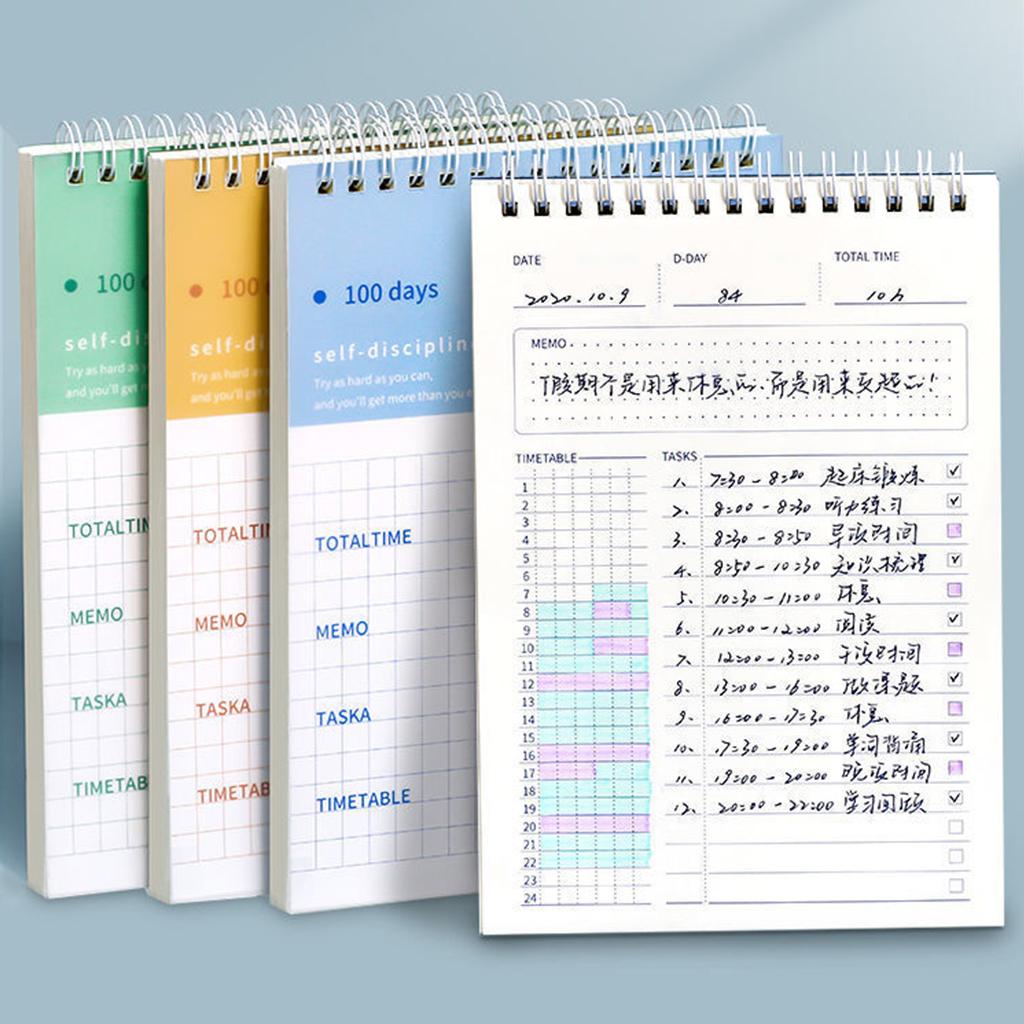 100
self-di
Try as hard as
and you'll get
TOTALTIM
MEMO
TASKA
TIMETAB
100
self-di
Try as hard as
and you'll ge
TOTALTI
MEMO
TASKA
TIMETAB
100 days
self-disciplin
Try as hard as you can,
and you'll get more than you e
TOTALTIME
MEMO
TASKA
TIMETABLE
DATE D-DAY TOTAL TIME
2020.10.9 84 10h
MEMO
假期不是用来休息的.而是用来反超的!
TIMETABLE TASKS
1 1. 7:30 - 8:00 起床锻炼
2 2. 8:00 - 8:30 听力练习
3 3. 8:30 - 8:50 早饭时间
4 4. 8:50 - 10:30 知识梳理
5 5. 10:30 - 11:00 休息
6 6. 11:00 - 12:00 阅读
7 7. 12:00 - 13:00 午饭时间
8 8. 13:00 - 16:00 做课题
9 9. 16:00 - 17:30 休息
10 10. 17:30 - 19:00 单词背诵
11 11. 19:00 - 20:00 晚饭时间
12 12. 20:00 - 22:00 学习回顾
13
14
15
16
17
18
19
20
21
22
23
24